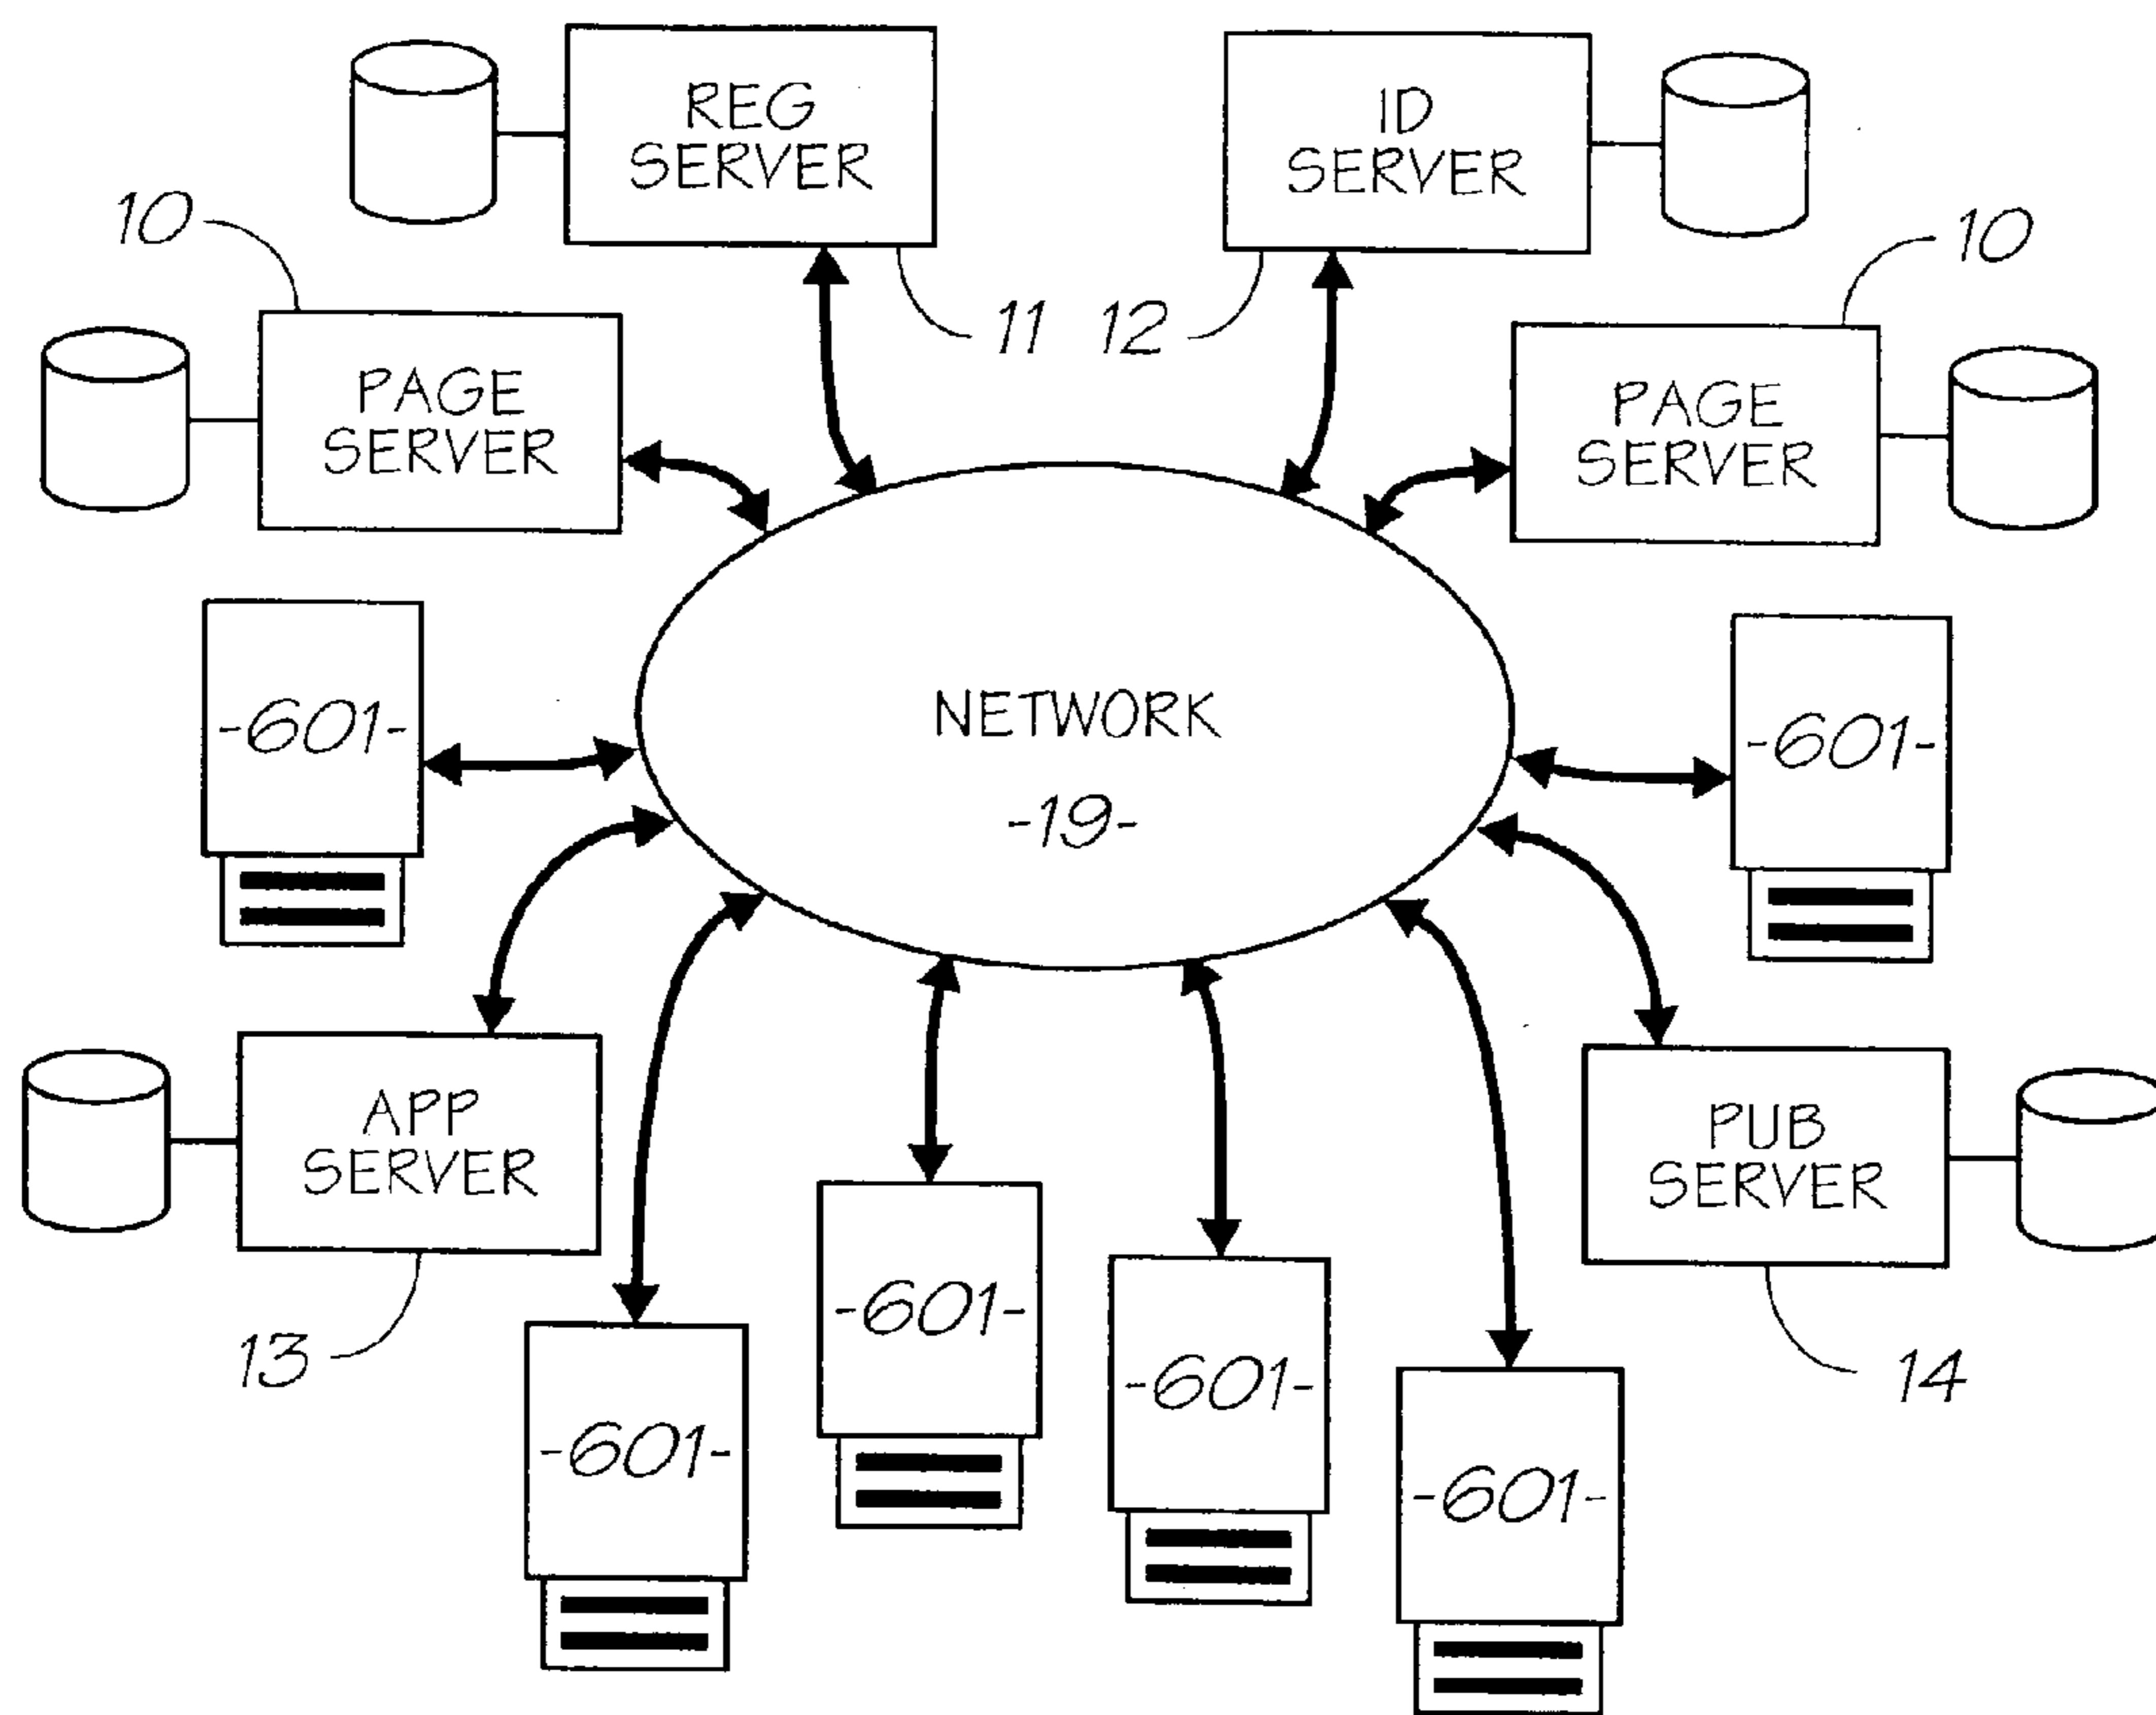 REG
SERVER
ID
SERVER
10
10
11
12
PAGE
SERVER
PAGE
SERVER
-601-
NETWORK
-19-
-601-
APP
SERVER
PUB
SERVER
13
-601-
-601-
-601-
-601-
14